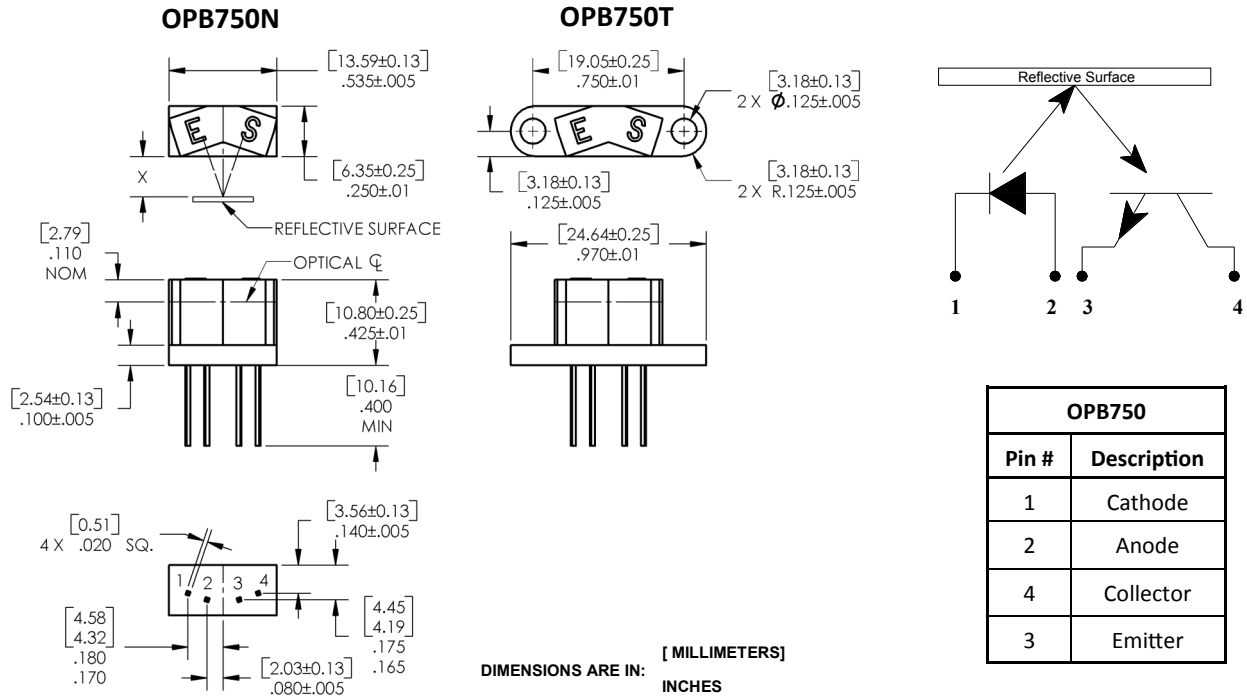 OPB750N
OPB750T
[13.59±0.13]
.535±.005
E S
X
[6.35±0.25]
.250±.01
REFLECTIVE SURFACE
[19.05±0.25]
.750±.01
[3.18±0.13]
2 X Ø.125±.005
E S
[3.18±0.13]
.125±.005
[3.18±0.13]
2 X R.125±.005
[2.79]
.110
NOM
OPTICAL ℄
[10.80±0.25]
.425±.01
[2.54±0.13]
.100±.005
[10.16]
.400
MIN
[24.64±0.25]
.970±.01
[0.51]
4 X .020 SQ.
[3.56±0.13]
.140±.005
1 2 3 4
[4.58
4.32]
.180
.170
[2.03±0.13]
.080±.005
[4.45
4.19]
.175
.165
DIMENSIONS ARE IN:
[ MILLIMETERS]
INCHES
Reflective Surface
1 2 3 4
OPB750
Pin # Description
1 Cathode
2 Anode
4 Collector
3 Emitter